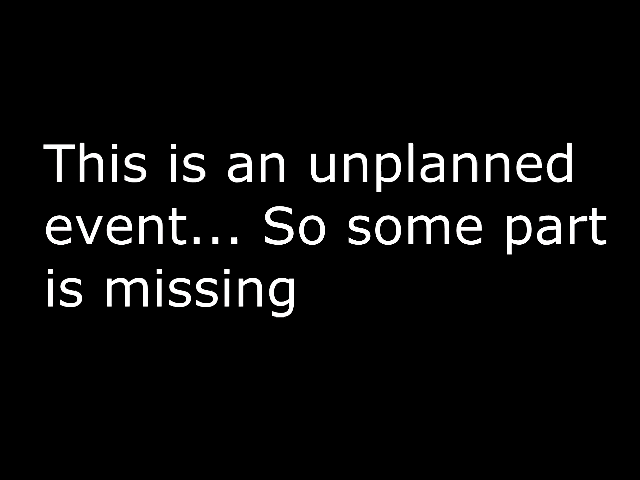 This is an unplanned
event... So some part
is missing